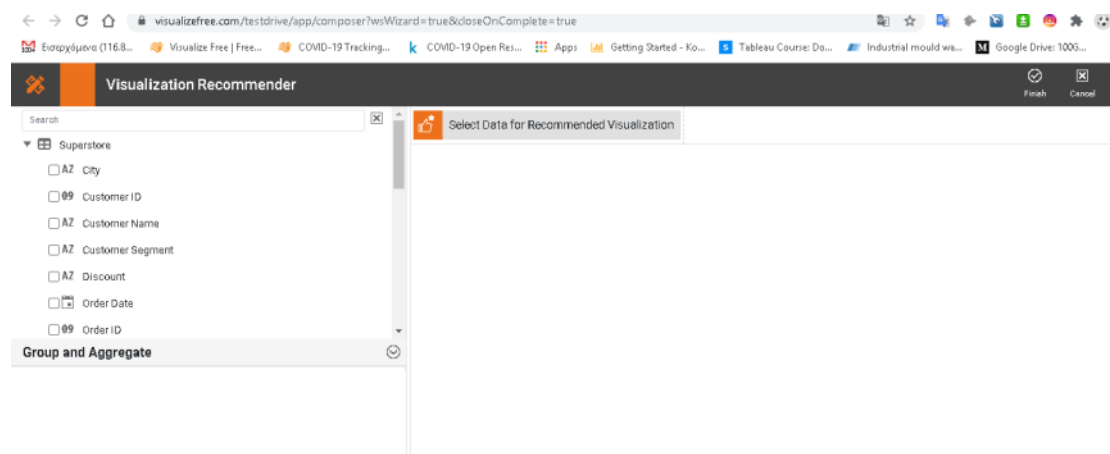 visualizefree.com/testdrive/app/composer?wsWizard=true&closeOnComplete=true
Εισερχόμενα (116.8... Visualize Free | Free... COVID-19 Tracking... COVID-19 Open Res... Apps Getting Started - Ko... Tableau Course: Do... Industrial mould wa... Google Drive: 100G...
Visualization Recommender
Finish Cancel
Search
Select Data for Recommended Visualization
Superstore
AZ City
09 Customer ID
AZ Customer Name
AZ Customer Segment
AZ Discount
Order Date
09 Order ID
Group and Aggregate